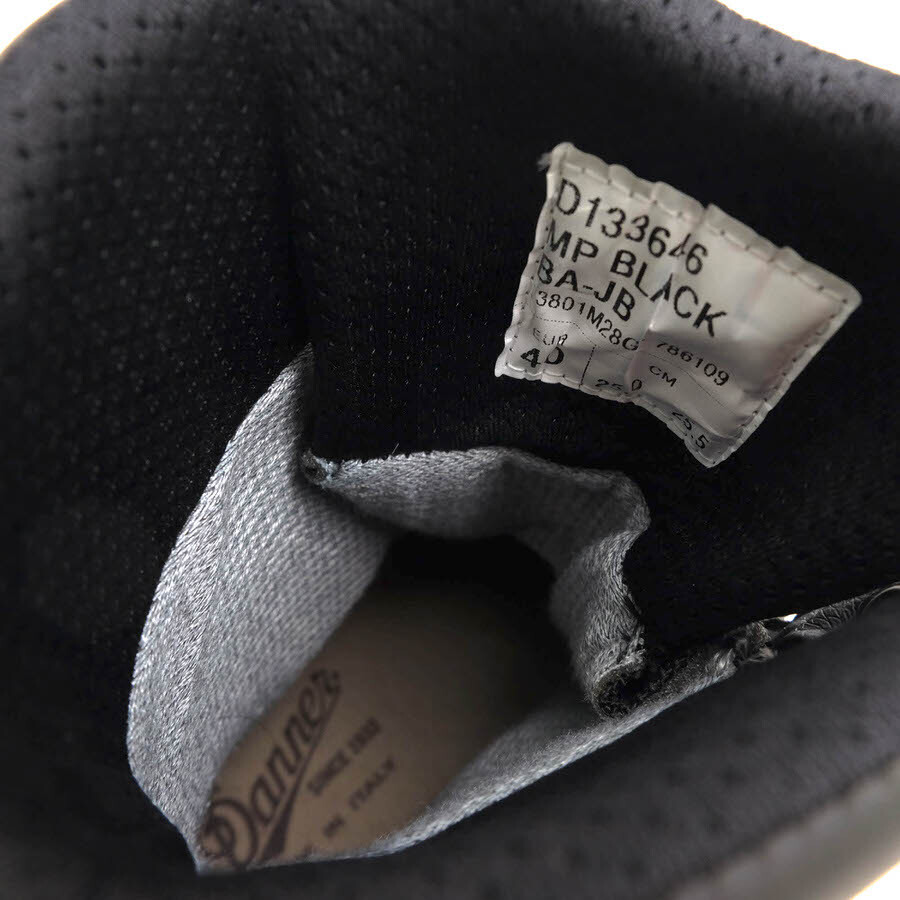 D133646
MP BLACK
BA-JB
3801M28G 786109
EUR CM
40 25.0 25.5
Danner
SINCE 1932
IN ITALY